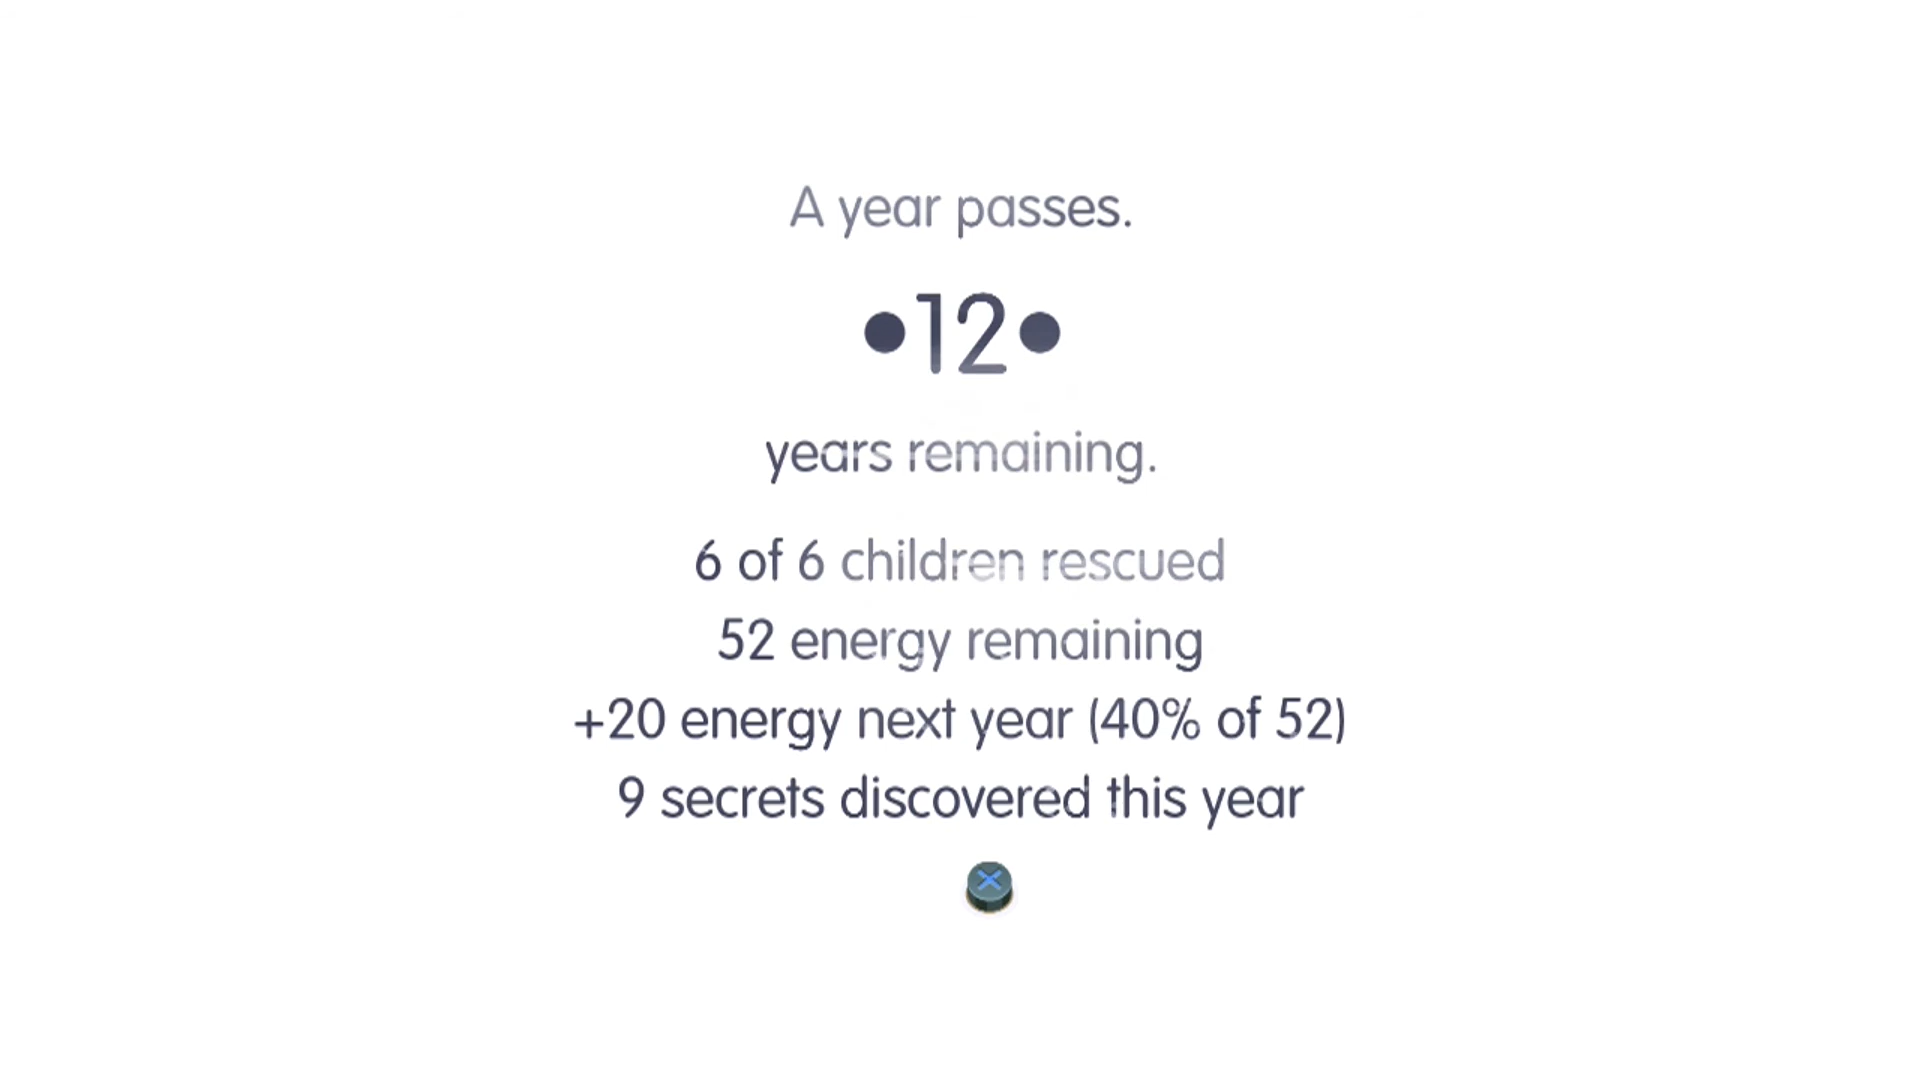 A year passes.
•12•
years remaining.
6 of 6 children rescued
52 energy remaining
+20 energy next year (40% of 52)
9 secrets discovered this year